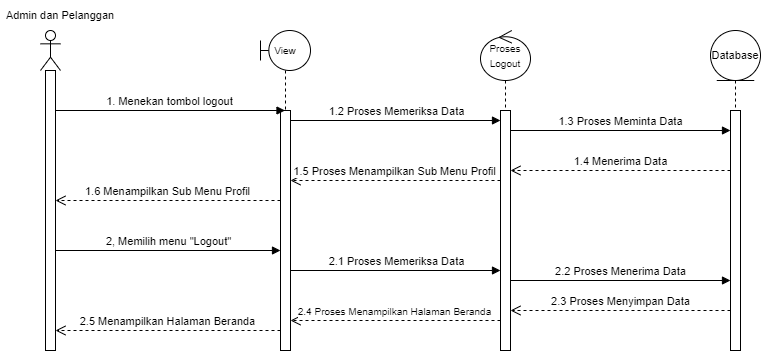 Admin dan Pelanggan
View
Proses
Logout
Database
1. Menekan tombol logout
1.2 Proses Memeriksa Data
1.3 Proses Meminta Data
1.4 Menerima Data
1.5 Proses Menampilkan Sub Menu Profil
1.6 Menampilkan Sub Menu Profil
2, Memilih menu "Logout"
2.1 Proses Memeriksa Data
2.2 Proses Menerima Data
2.3 Proses Menyimpan Data
2.4 Proses Menampilkan Halaman Beranda
2.5 Menampilkan Halaman Beranda